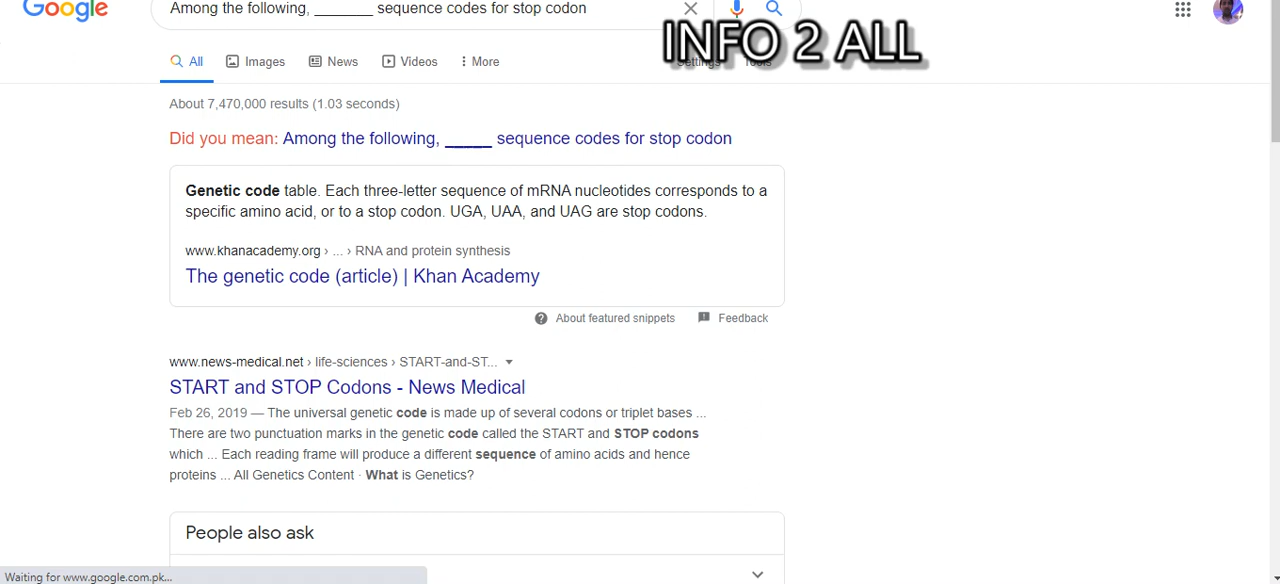 Google
Among the following, _______ sequence codes for stop codon
INFO 2 ALL
All
Images
News
Videos
More
Settings
Tools
About 7,470,000 results (1.03 seconds)
Did you mean: Among the following, _____ sequence codes for stop codon
Genetic code table. Each three-letter sequence of mRNA nucleotides corresponds to a
specific amino acid, or to a stop codon. UGA, UAA, and UAG are stop codons.
www.khanacademy.org › ... › RNA and protein synthesis
The genetic code (article) | Khan Academy
About featured snippets
Feedback
www.news-medical.net › life-sciences › START-and-ST...
START and STOP Codons - News Medical
Feb 26, 2019 — The universal genetic code is made up of several codons or triplet bases ...
There are two punctuation marks in the genetic code called the START and STOP codons
which ... Each reading frame will produce a different sequence of amino acids and hence
proteins ... All Genetics Content · What is Genetics?
People also ask
Waiting for www.google.com.pk...